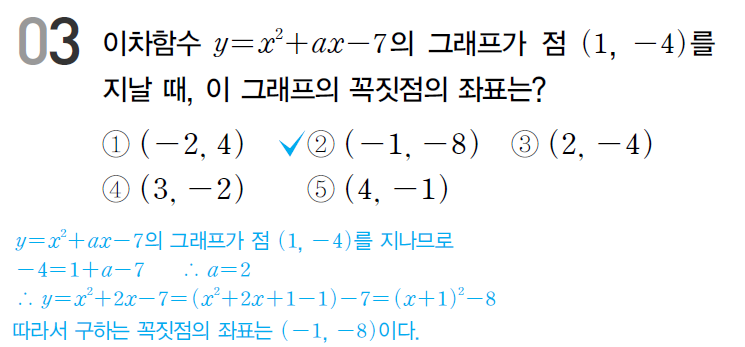 03 이차함수 y=x²+ax-7의 그래프가 점 (1, -4)를
지날 때, 이 그래프의 꼭짓점의 좌표는?
① (-2, 4) ② (-1, -8) ③ (2, -4)
④ (3, -2) ⑤ (4, -1)
y=x²+ax-7의 그래프가 점 (1, -4)를 지나므로
-4=1+a-7 ∴ a=2
∴ y=x²+2x-7=(x²+2x+1-1)-7=(x+1)²-8
따라서 구하는 꼭짓점의 좌표는 (-1, -8)이다.